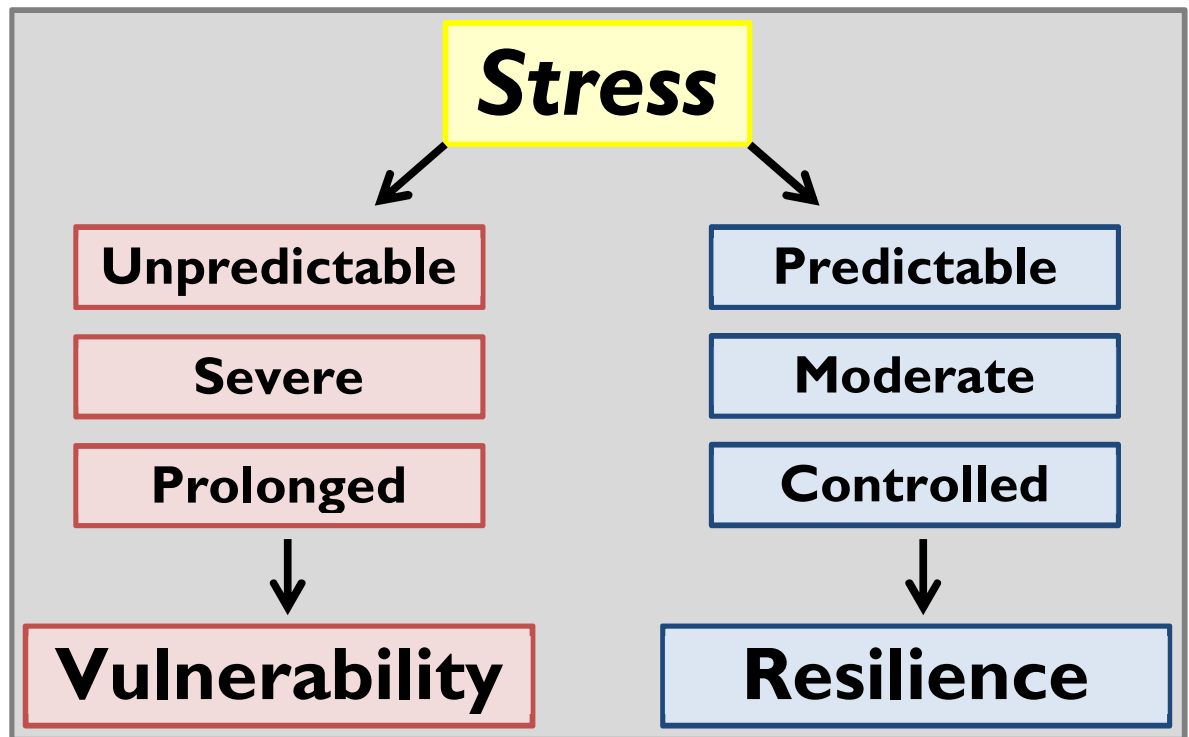 Stress
Unpredictable
Severe
Prolonged
Vulnerability
Predictable
Moderate
Controlled
Resilience